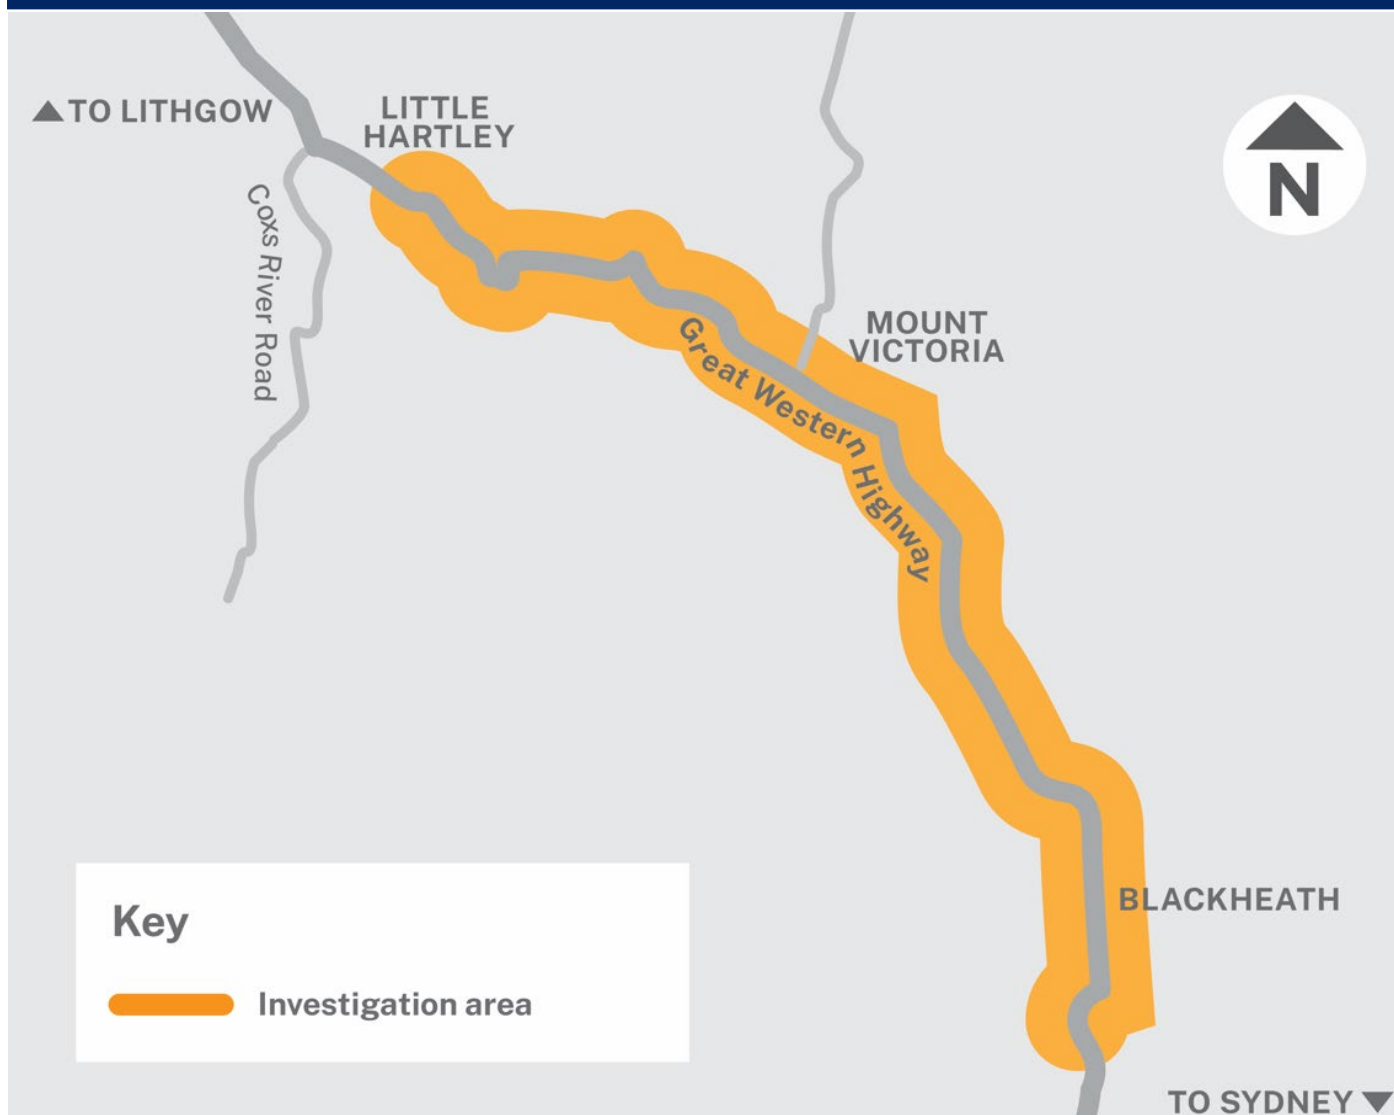 TO LITHGOW
LITTLE
HARTLEY
N
Coxs River Road
MOUNT
VICTORIA
Great Western Highway
BLACKHEATH
Key
Investigation area
TO SYDNEY